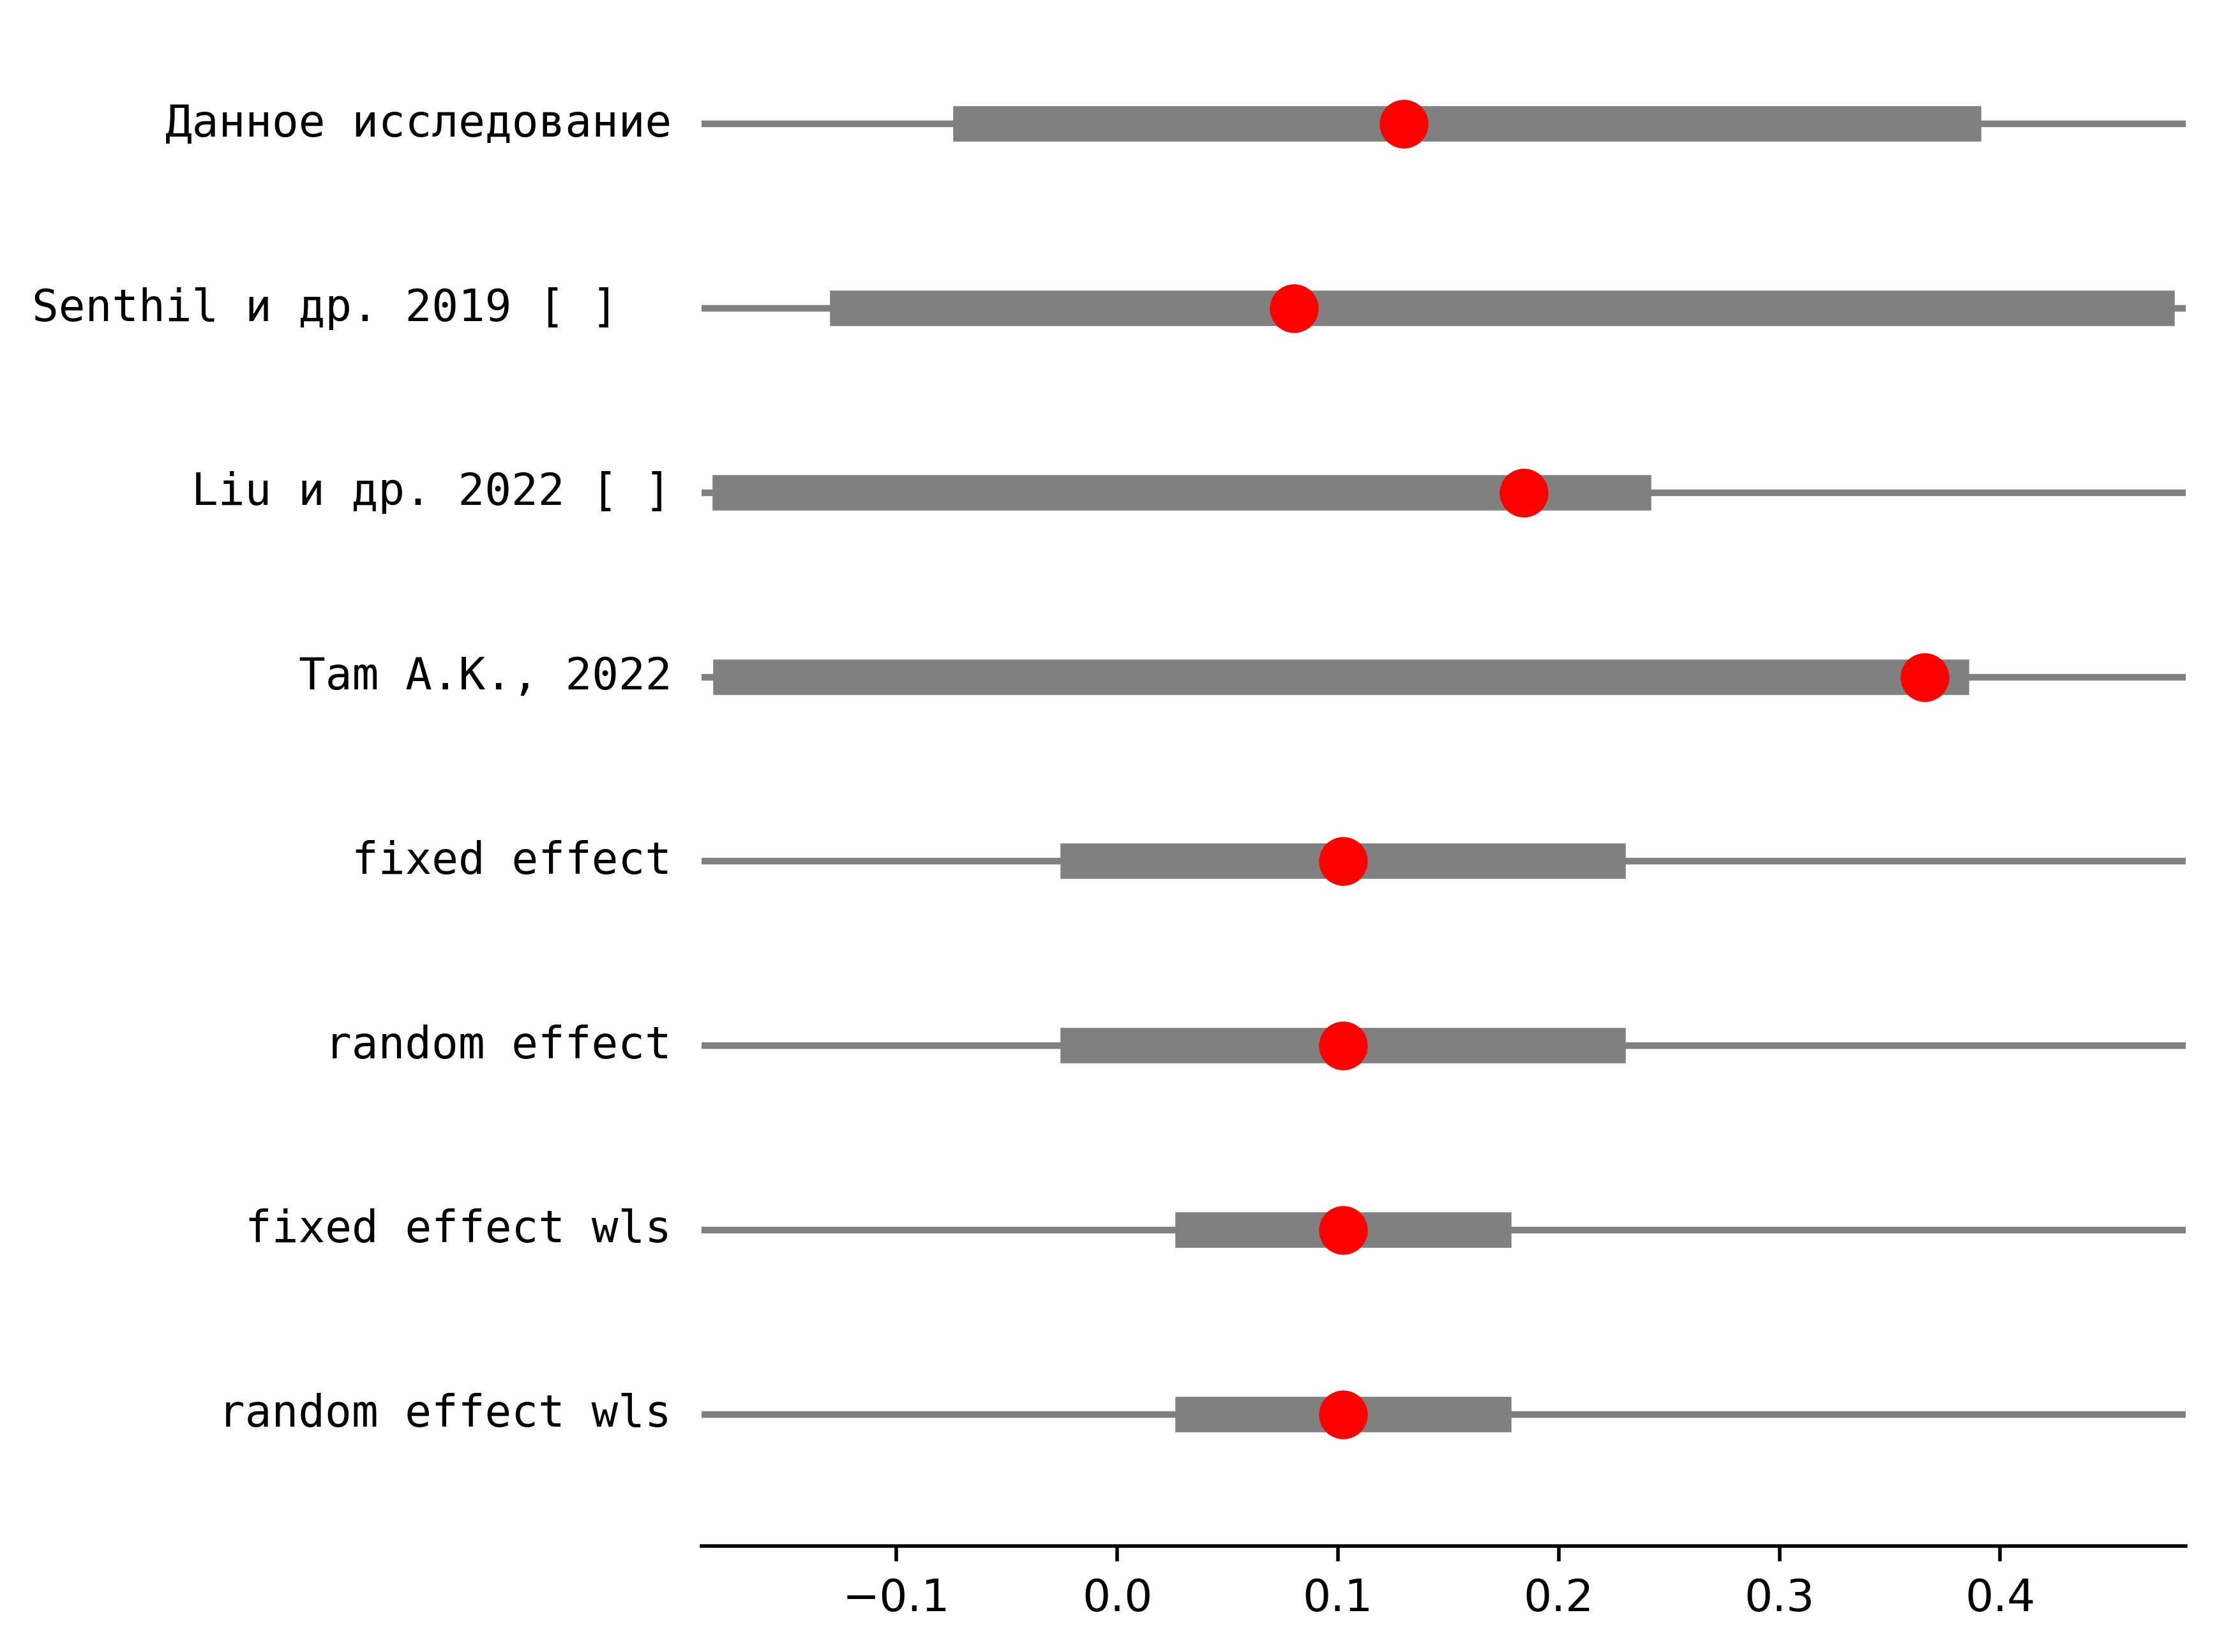 Данное исследование
Senthil и др. 2019 [ ]
Liu и др. 2022 [ ]
Tam A.K., 2022
fixed effect
random effect
fixed effect wls
random effect wls
−0.1 0.0 0.1 0.2 0.3 0.4